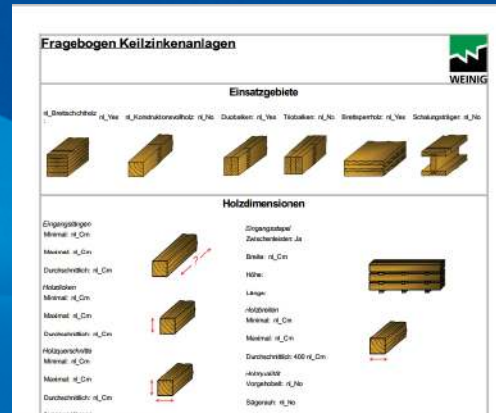 Fragebogen Keilzinkenanlagen
WEINIG
Einsatzgebiete
nl_Brettschichtholz nl_Yes nl_Konstruktionsvollholz: nl_No Duobalken: nl_Yes Triobalken: nl_No Brettsperrholz: nl_Yes Schalungsträger: nl_No
:
Holzdimensionen
Eingangslängen
Minimal: nl_Cm
Maximal: nl_Cm
Durchschnittlich: nl_Cm
Holzdicken
Minimal: nl_Cm
Maximal: nl_Cm
Durchschnittlich: nl_Cm
Holzquerschnitte
Minimal: nl_Cm
Maximal: nl_Cm
Durchschnittlich: nl_Cm
?
Eingangsstapel
Zwischenleisten: Ja
Breite: nl_Cm
Höhe:
Länge:
Holzbreiten
Minimal: nl_Cm
Maximal: nl_Cm
Durchschnittlich: 400 nl_Cm
Holzqualität
Vorgehobelt: nl_No
Sägerauh: nl_No